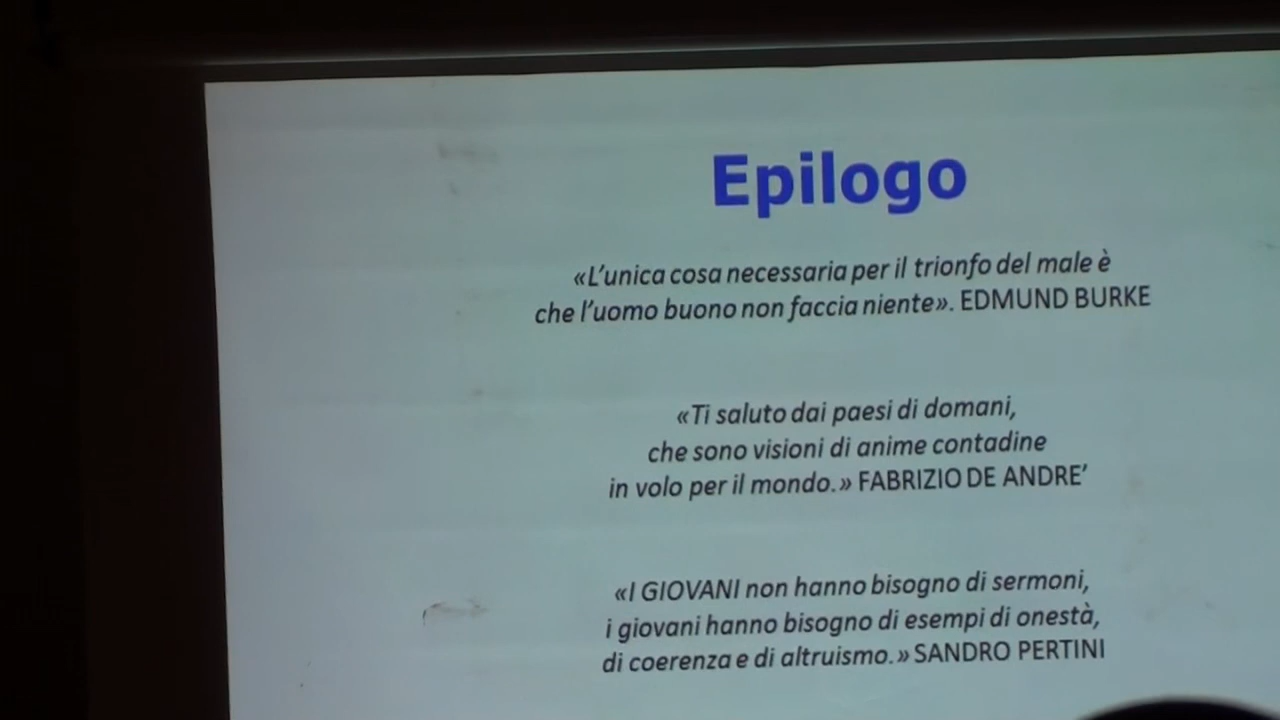 Epilogo
«L’unica cosa necessaria per il trionfo del male è
che l’uomo buono non faccia niente». EDMUND BURKE
«Ti saluto dai paesi di domani,
che sono visioni di anime contadine
in volo per il mondo.» FABRIZIO DE ANDRE’
«I GIOVANI non hanno bisogno di sermoni,
i giovani hanno bisogno di esempi di onestà,
di coerenza e di altruismo.» SANDRO PERTINI